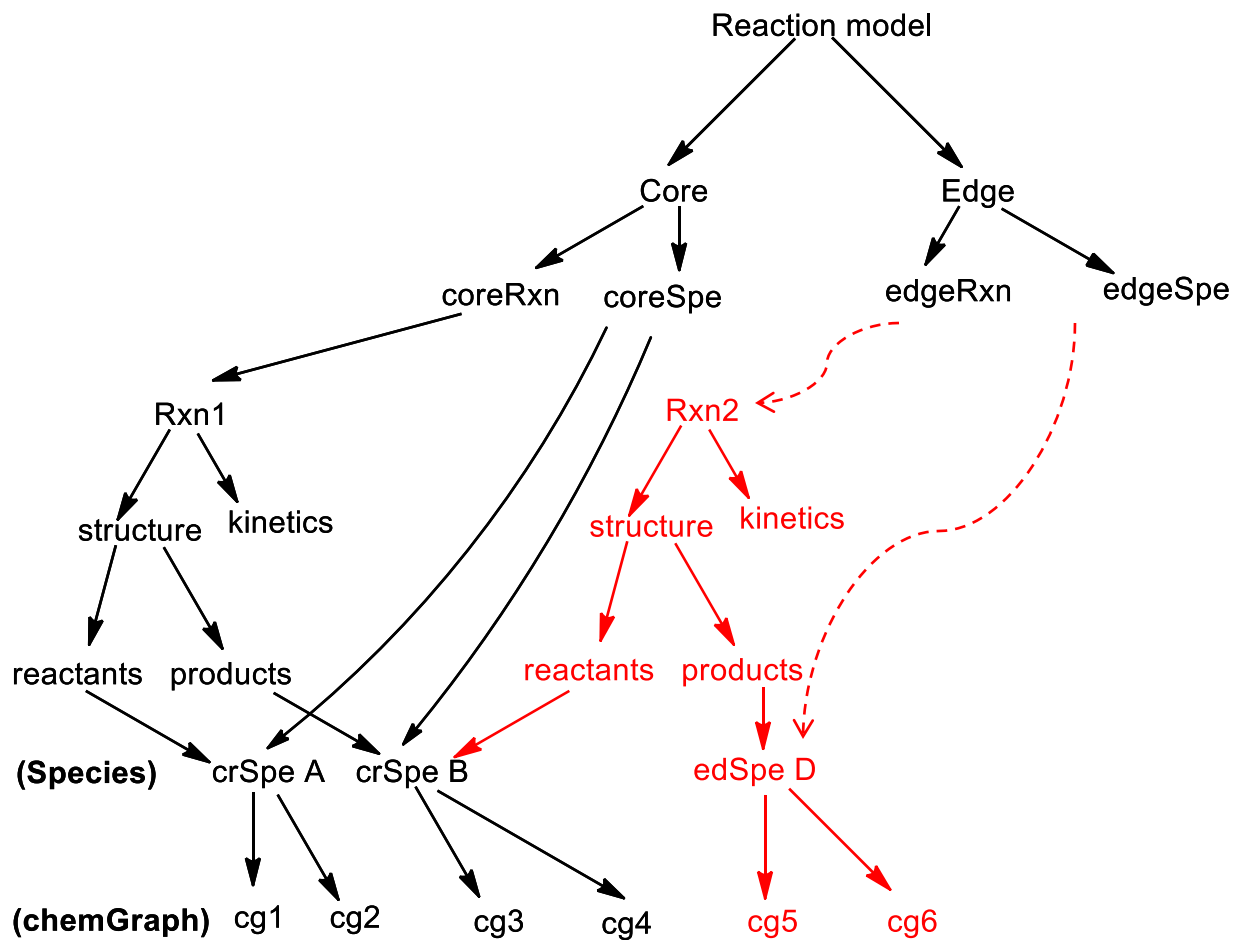 Reaction model
Core Edge
coreRxn coreSpe edgeRxn edgeSpe
Rxn1 Rxn2
structure kinetics structure kinetics
reactants products reactants products
(Species) crSpe A crSpe B edSpe D
(chemGraph) cg1 cg2 cg3 cg4 cg5 cg6